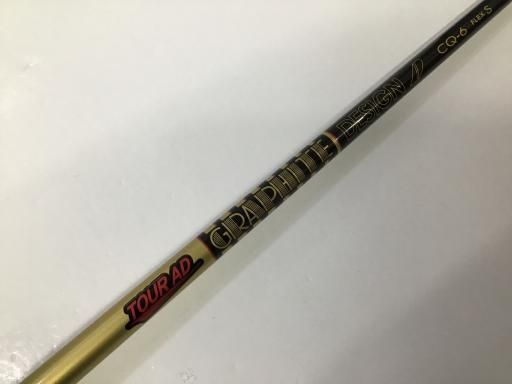 TOUR AD
GRAPHITE DESIGN
CQ-6 FLEX S